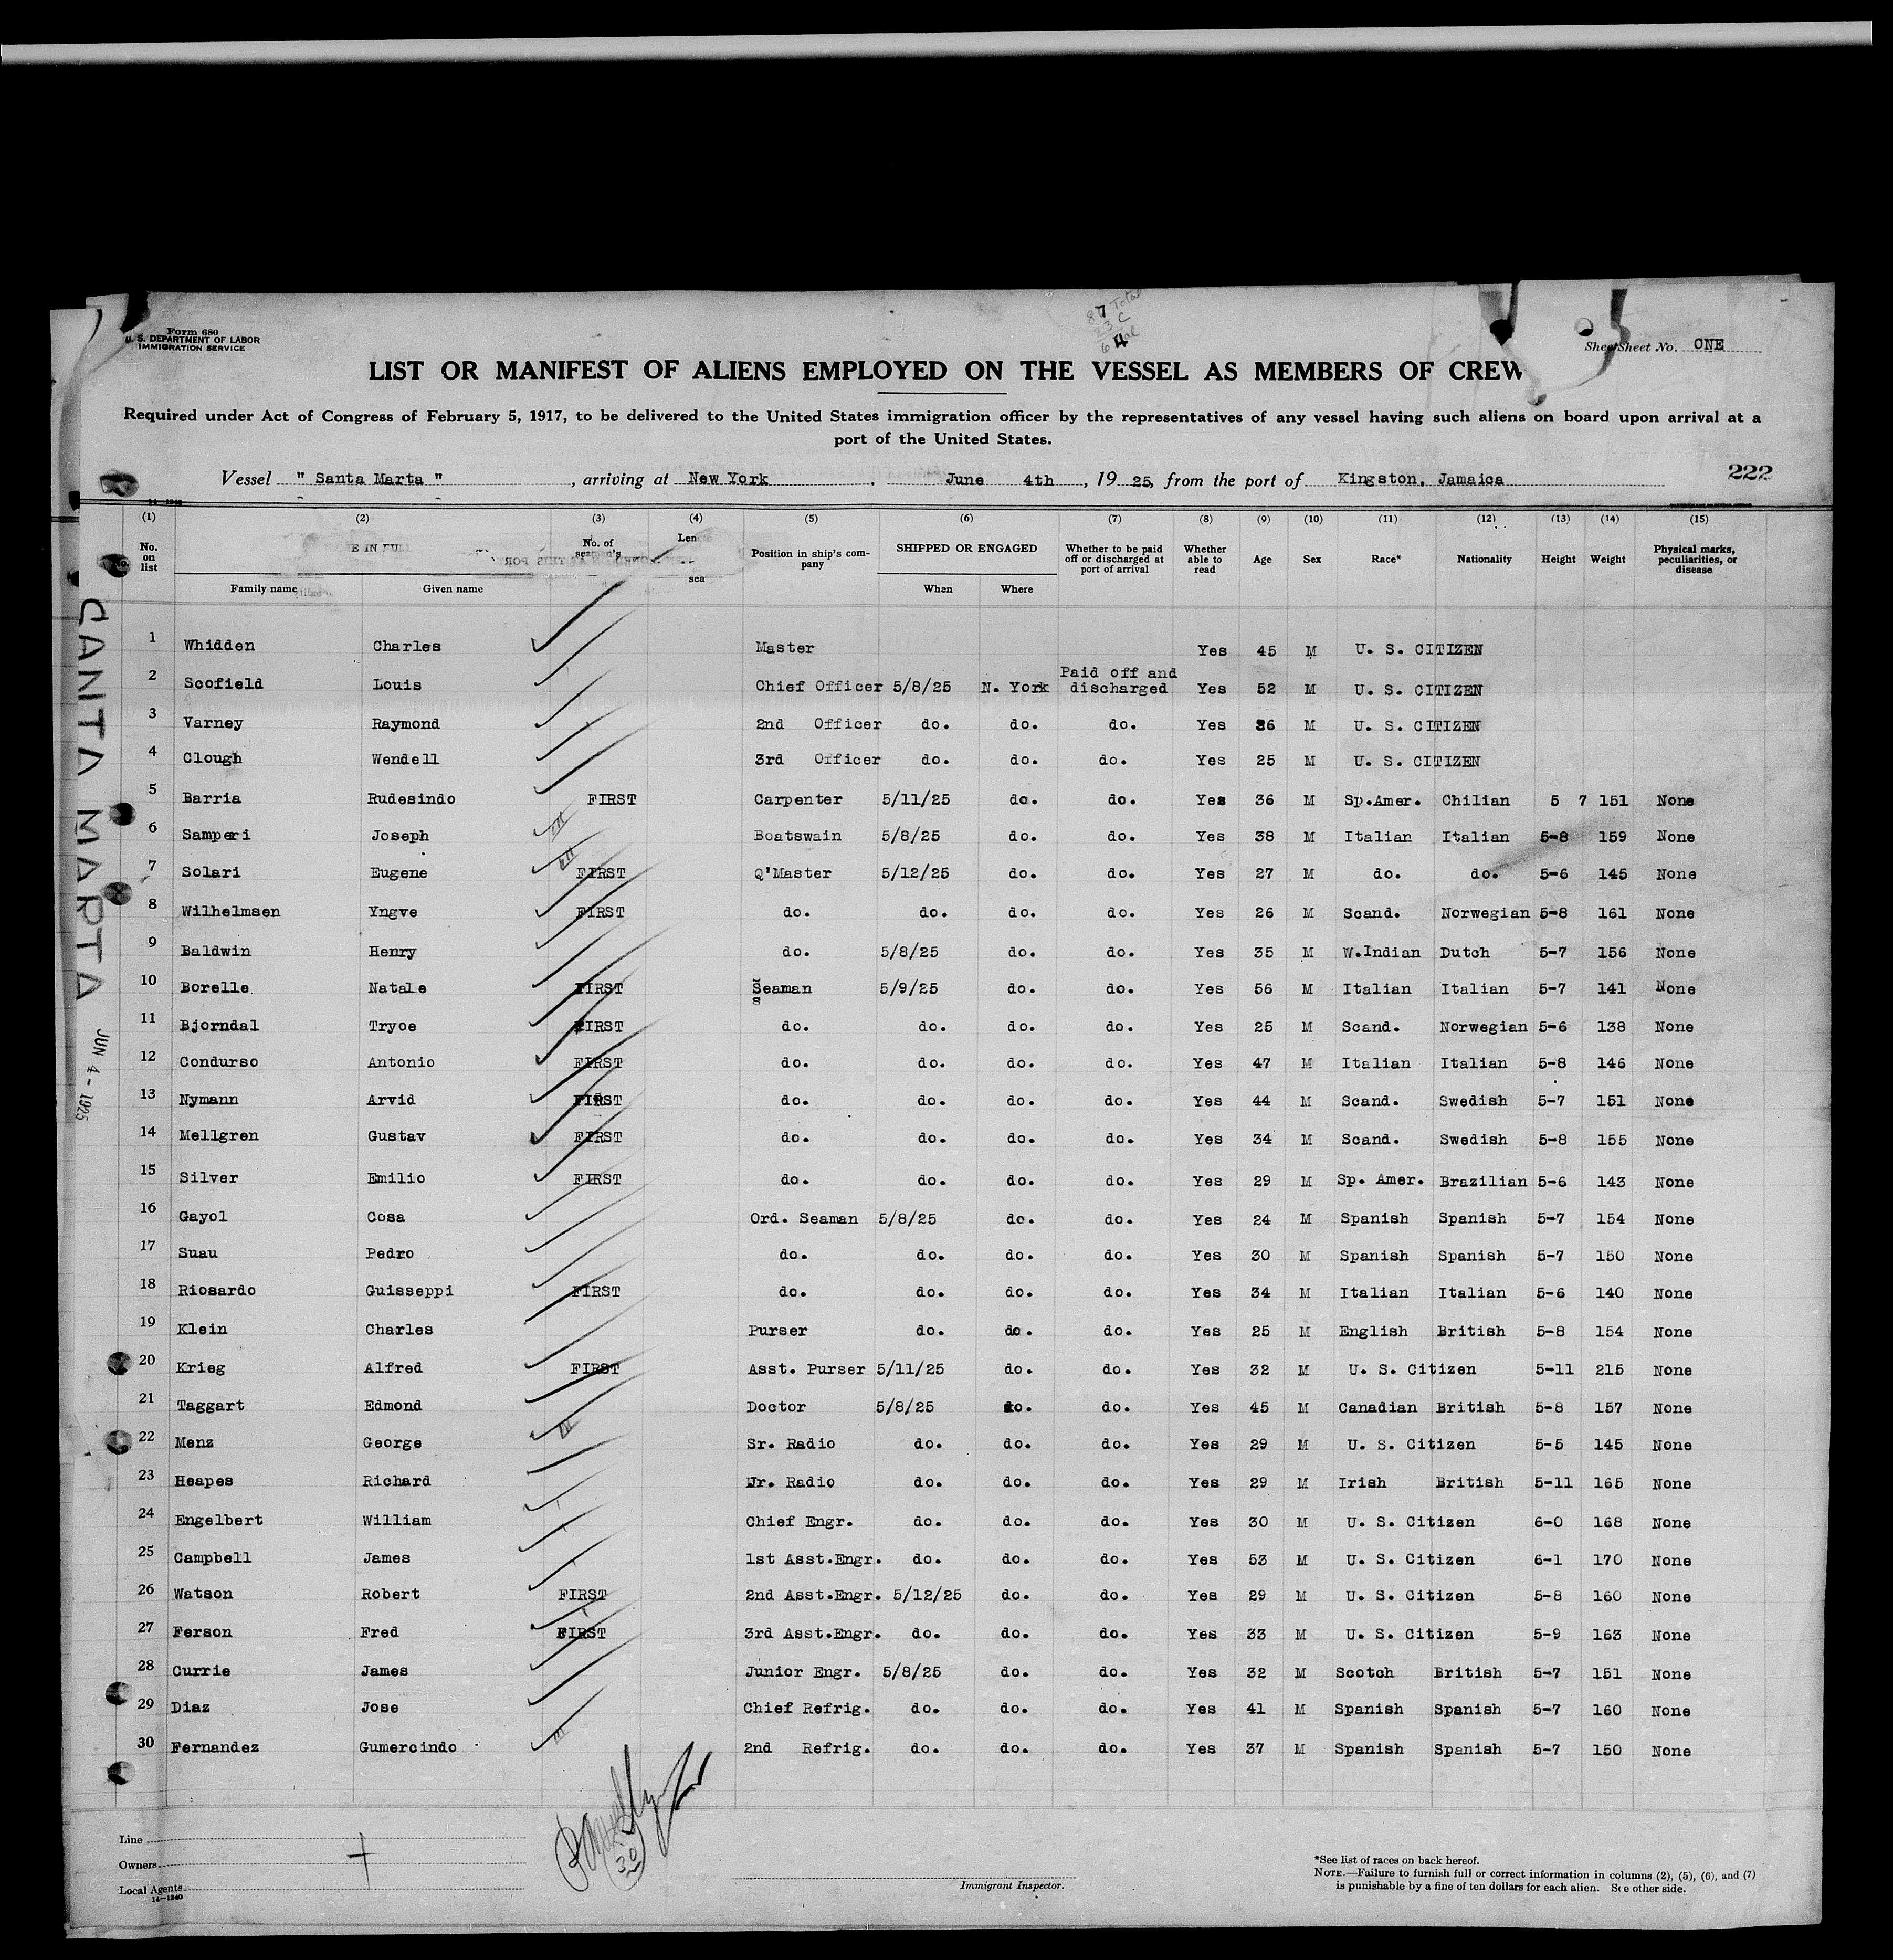 87 Total
Form 680
U. S. DEPARTMENT OF LABOR
IMMIGRATION SERVICE
Sheet No. ONE
LIST OR MANIFEST OF ALIENS EMPLOYED ON THE VESSEL AS MEMBERS OF CREW
Required under Act of Congress of February 5, 1917, to be delivered to the United States immigration officer by the representatives of any vessel having such aliens on board upon arrival at a
port of the United States.
Vessel " Santa Marta " , arriving at New York , June 4th , 19 25, from the port of Kingston, Jamaica 222
14—1240
(1) (2) (3) (4) (5) (6) (7) (8) (9) (10) (11) (12) (13) (14) (15)
No. on list E IN FULL No. of seamen's Len sea Position in ship's company SHIPPED OR ENGAGED Whether to be paid off or discharged at port of arrival Whether able to read Age Sex Race* Nationality Height Weight Physical marks, peculiarities, or disease
Family name Given name When Where
1 Whidden Charles Master Yes 45 M U. S. CITIZEN
2 Scofield Louis Chief Officer 5/8/25 N. York Paid off and discharged Yes 52 M U. S. CITIZEN
3 Varney Raymond 2nd Officer do. do. do. Yes 36 M U. S. CITIZEN
4 Clough Wendell 3rd Officer do. do. do. Yes 25 M U. S. CITIZEN
5 Barria Rudesindo FIRST Carpenter 5/11/25 do. do. Yes 36 M Sp.Amer. Chilian 5 7 151 None
6 Samperi Joseph Boatswain 5/8/25 do. do. Yes 38 M Italian Italian 5-8 159 None
7 Solari Eugene FIRST Q'Master 5/12/25 do. do. Yes 27 M do. do. 5-6 145 None
8 Wilhelmsen Yngve FIRST do. do. do. do. Yes 26 M Scand. Norwegian 5-8 161 None
9 Baldwin Henry do. 5/8/25 do. do. Yes 35 M W.Indian Dutch 5-7 156 None
10 Borelle Natale FIRST Seaman 5/9/25 do. do. Yes 56 M Italian Italian 5-7 141 None
11 Bjorndal Tryoe FIRST do. do. do. do. Yes 25 M Scand. Norwegian 5-6 138 None
12 Condurso Antonio FIRST do. do. do. do. Yes 47 M Italian Italian 5-8 146 None
13 Nymann Arvid FIRST do. do. do. do. Yes 44 M Scand. Swedish 5-7 151 None
14 Mellgren Gustav FIRST do. do. do. do. Yes 34 M Scand. Swedish 5-8 155 None
15 Silver Emilio FIRST do. do. do. do. Yes 29 M Sp. Amer. Brazilian 5-6 143 None
16 Gayol Cosa Ord. Seaman 5/8/25 do. do. Yes 24 M Spanish Spanish 5-7 154 None
17 Suau Pedro do. do. do. do. Yes 30 M Spanish Spanish 5-7 150 None
18 Riosardo Guisseppi FIRST do. do. do. do. Yes 34 M Italian Italian 5-6 140 None
19 Klein Charles Purser do. do. do. Yes 25 M English British 5-8 154 None
20 Krieg Alfred FIRST Asst. Purser 5/11/25 do. do. Yes 32 M U. S. Citizen 5-11 215 None
21 Taggart Edmond Doctor 5/8/25 do. do. Yes 45 M Canadian British 5-8 157 None
22 Menz George Sr. Radio do. do. do. Yes 29 M U. S. Citizen 5-5 145 None
23 Heapes Richard Jr. Radio do. do. do. Yes 29 M Irish British 5-11 165 None
24 Engelbert William Chief Engr. do. do. do. Yes 30 M U. S. Citizen 6-0 168 None
25 Campbell James 1st Asst.Engr. do. do. do. Yes 53 M U. S. Citizen 6-1 170 None
26 Watson Robert FIRST 2nd Asst.Engr. 5/12/25 do. do. Yes 29 M U. S. Citizen 5-8 160 None
27 Ferson Fred FIRST 3rd Asst.Engr. do. do. do. Yes 33 M U. S. Citizen 5-9 163 None
28 Currie James Junior Engr. 5/8/25 do. do. Yes 32 M Scotch British 5-7 151 None
29 Diaz Jose Chief Refrig. do. do. do. Yes 41 M Spanish Spanish 5-7 160 None
30 Fernandez Gumercindo 2nd Refrig. do. do. do. Yes 37 M Spanish Spanish 5-7 150 None
SANTA MARTA JUN 4 - 1925
30
Line
Owners
Local Agents
14—1240
Immigrant Inspector.
*See list of races on back hereof.
NOTE.—Failure to furnish full or correct information in columns (2), (5), (6), and (7)
is punishable by a fine of ten dollars for each alien. See other side.